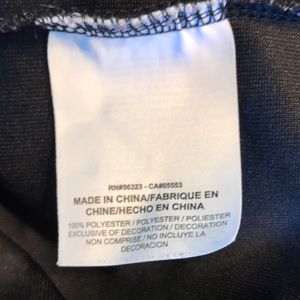 RN#56323 - CA#05553
MADE IN CHINA/FABRIQUE EN
CHINE/HECHO EN CHINA
100% POLYESTER / POLYESTER / POLIESTER
EXCLUSIVE OF DECORATION / DECORATION
NON COMPRISE / NO INCLUYE LA
DECORACION